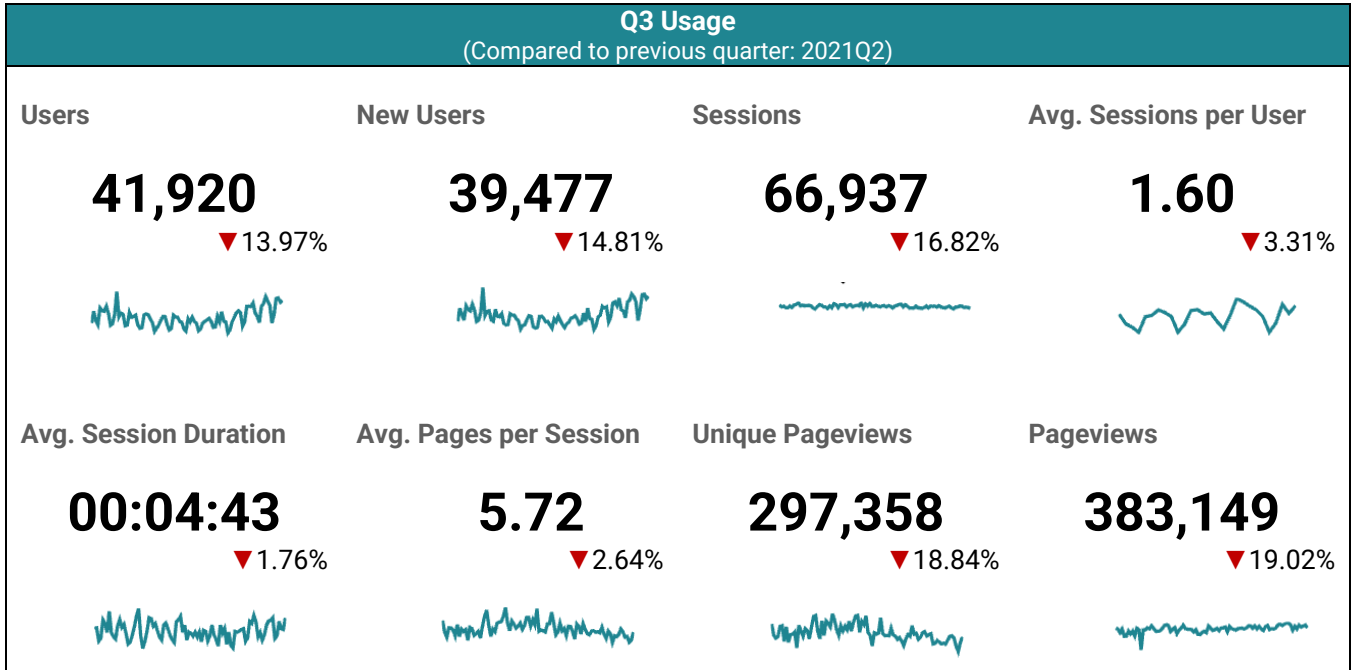 Q3 Usage
(Compared to previous quarter: 2021Q2)
Users
New Users
Sessions
Avg. Sessions per User
41,920
39,477
66,937
1.60
▼13.97%
▼14.81%
▼16.82%
▼3.31%
Avg. Session Duration
Avg. Pages per Session
Unique Pageviews
Pageviews
00:04:43
5.72
297,358
383,149
▼1.76%
▼2.64%
▼18.84%
▼19.02%